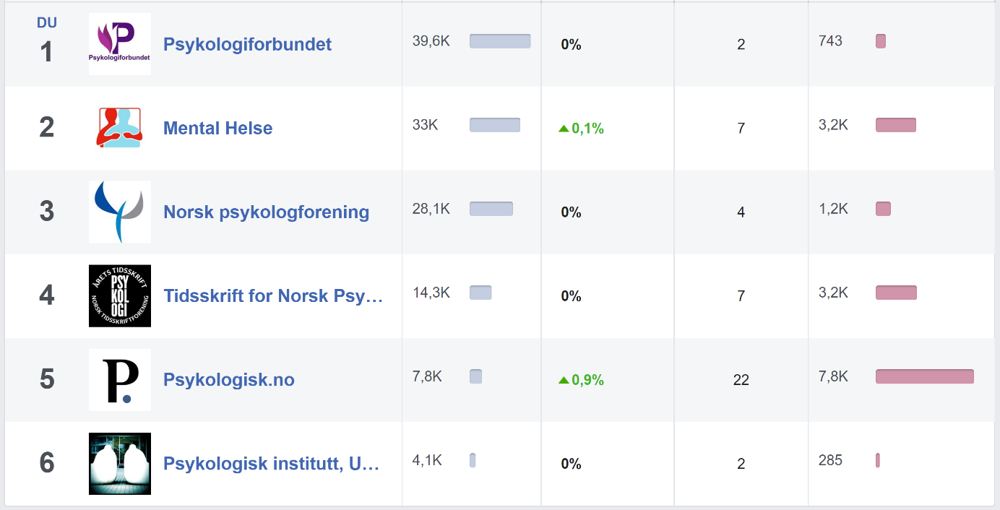 DU
1
Psykologiforbundet
Psykologiforbundet
39,6K
0%
2
743
2
Mental Helse
33K
0,1%
7
3,2K
3
Norsk psykologforening
28,1K
0%
4
1,2K
4
ÅRETS TIDSSKRIFT
PSY
KOL
OGI
NORSK TIDSSKRIFTFORENING
Tidsskrift for Norsk Psy...
14,3K
0%
7
3,2K
5
P.
Psykologisk.no
7,8K
0,9%
22
7,8K
6
Psykologisk institutt, U...
4,1K
0%
2
285